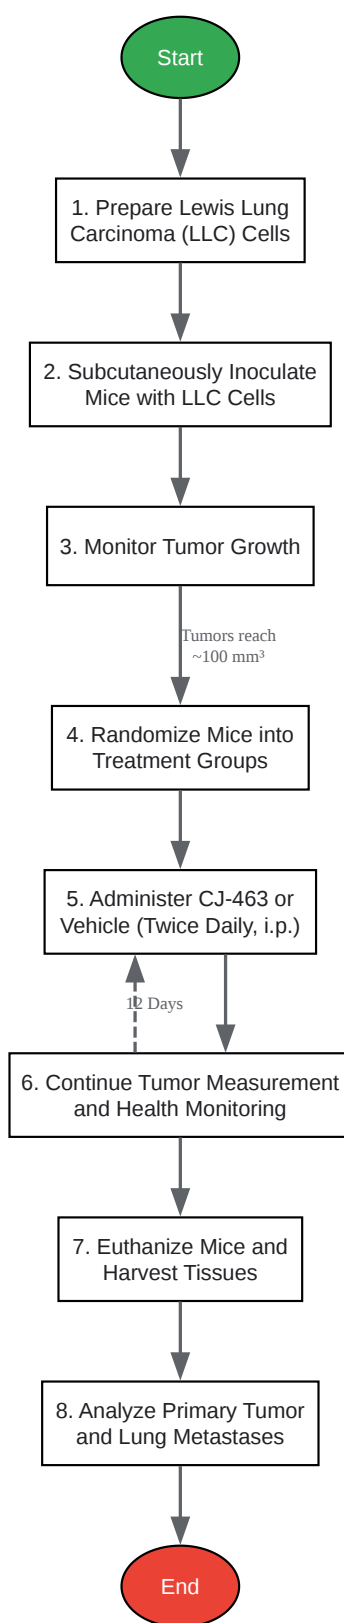 Start
1. Prepare Lewis Lung
Carcinoma (LLC) Cells
2. Subcutaneously Inoculate
Mice with LLC Cells
3. Monitor Tumor Growth
Tumors reach
~100 mm³
4. Randomize Mice into
Treatment Groups
5. Administer CJ-463 or
Vehicle (Twice Daily, i.p.)
12 Days
6. Continue Tumor Measurement
and Health Monitoring
7. Euthanize Mice and
Harvest Tissues
8. Analyze Primary Tumor
and Lung Metastases
End